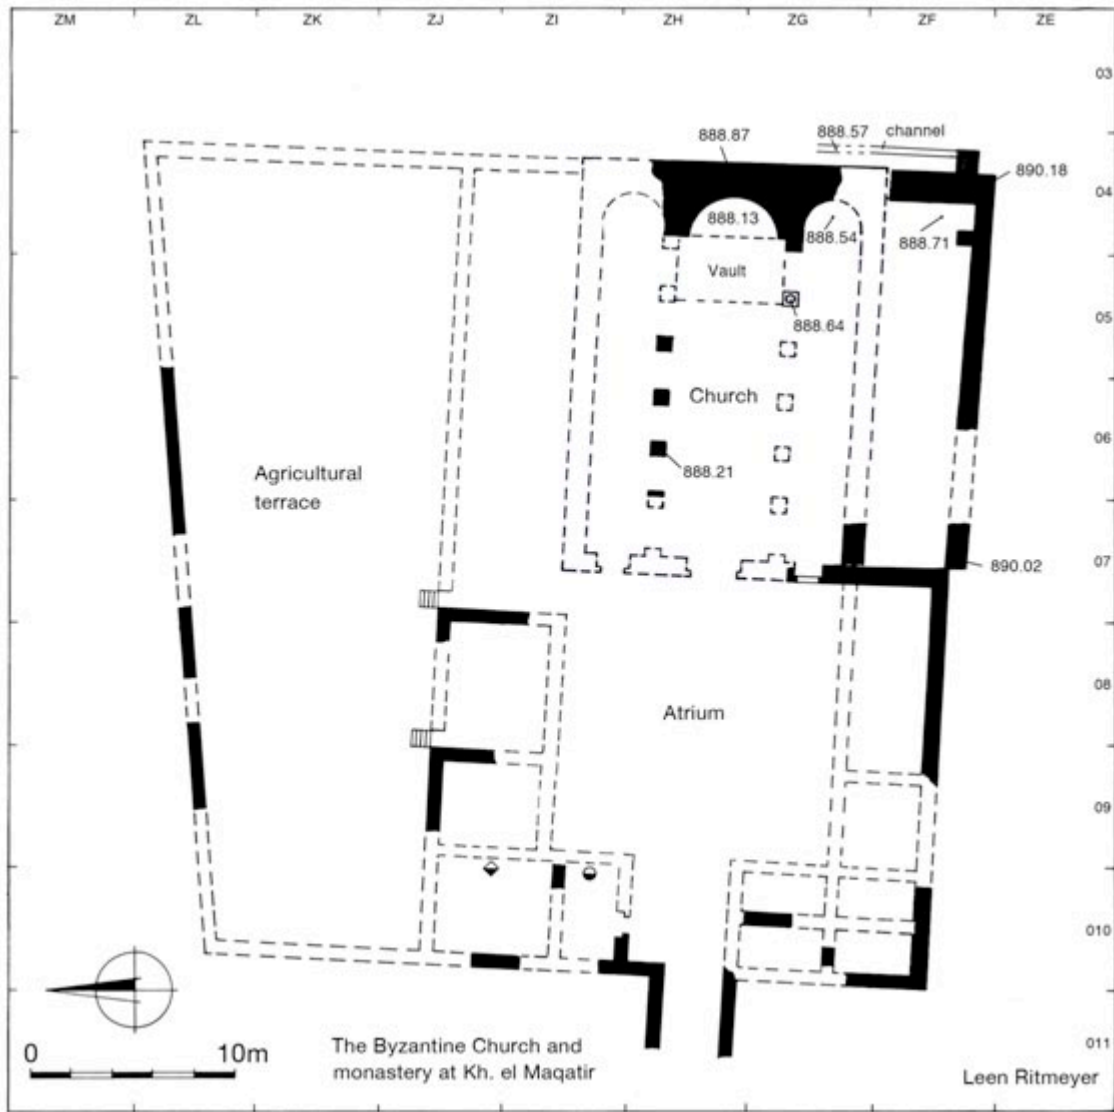 ZM ZL ZK ZJ ZI ZH ZG ZF ZE
03
888.87 888.57 channel
890.18
04
888.13
888.54 888.71
Vault
05
888.64
Church
06
Agricultural
terrace
888.21
07
890.02
08
Atrium
09
010
011
0 10m
The Byzantine Church and
monastery at Kh. el Maqatir
Leen Ritmeyer